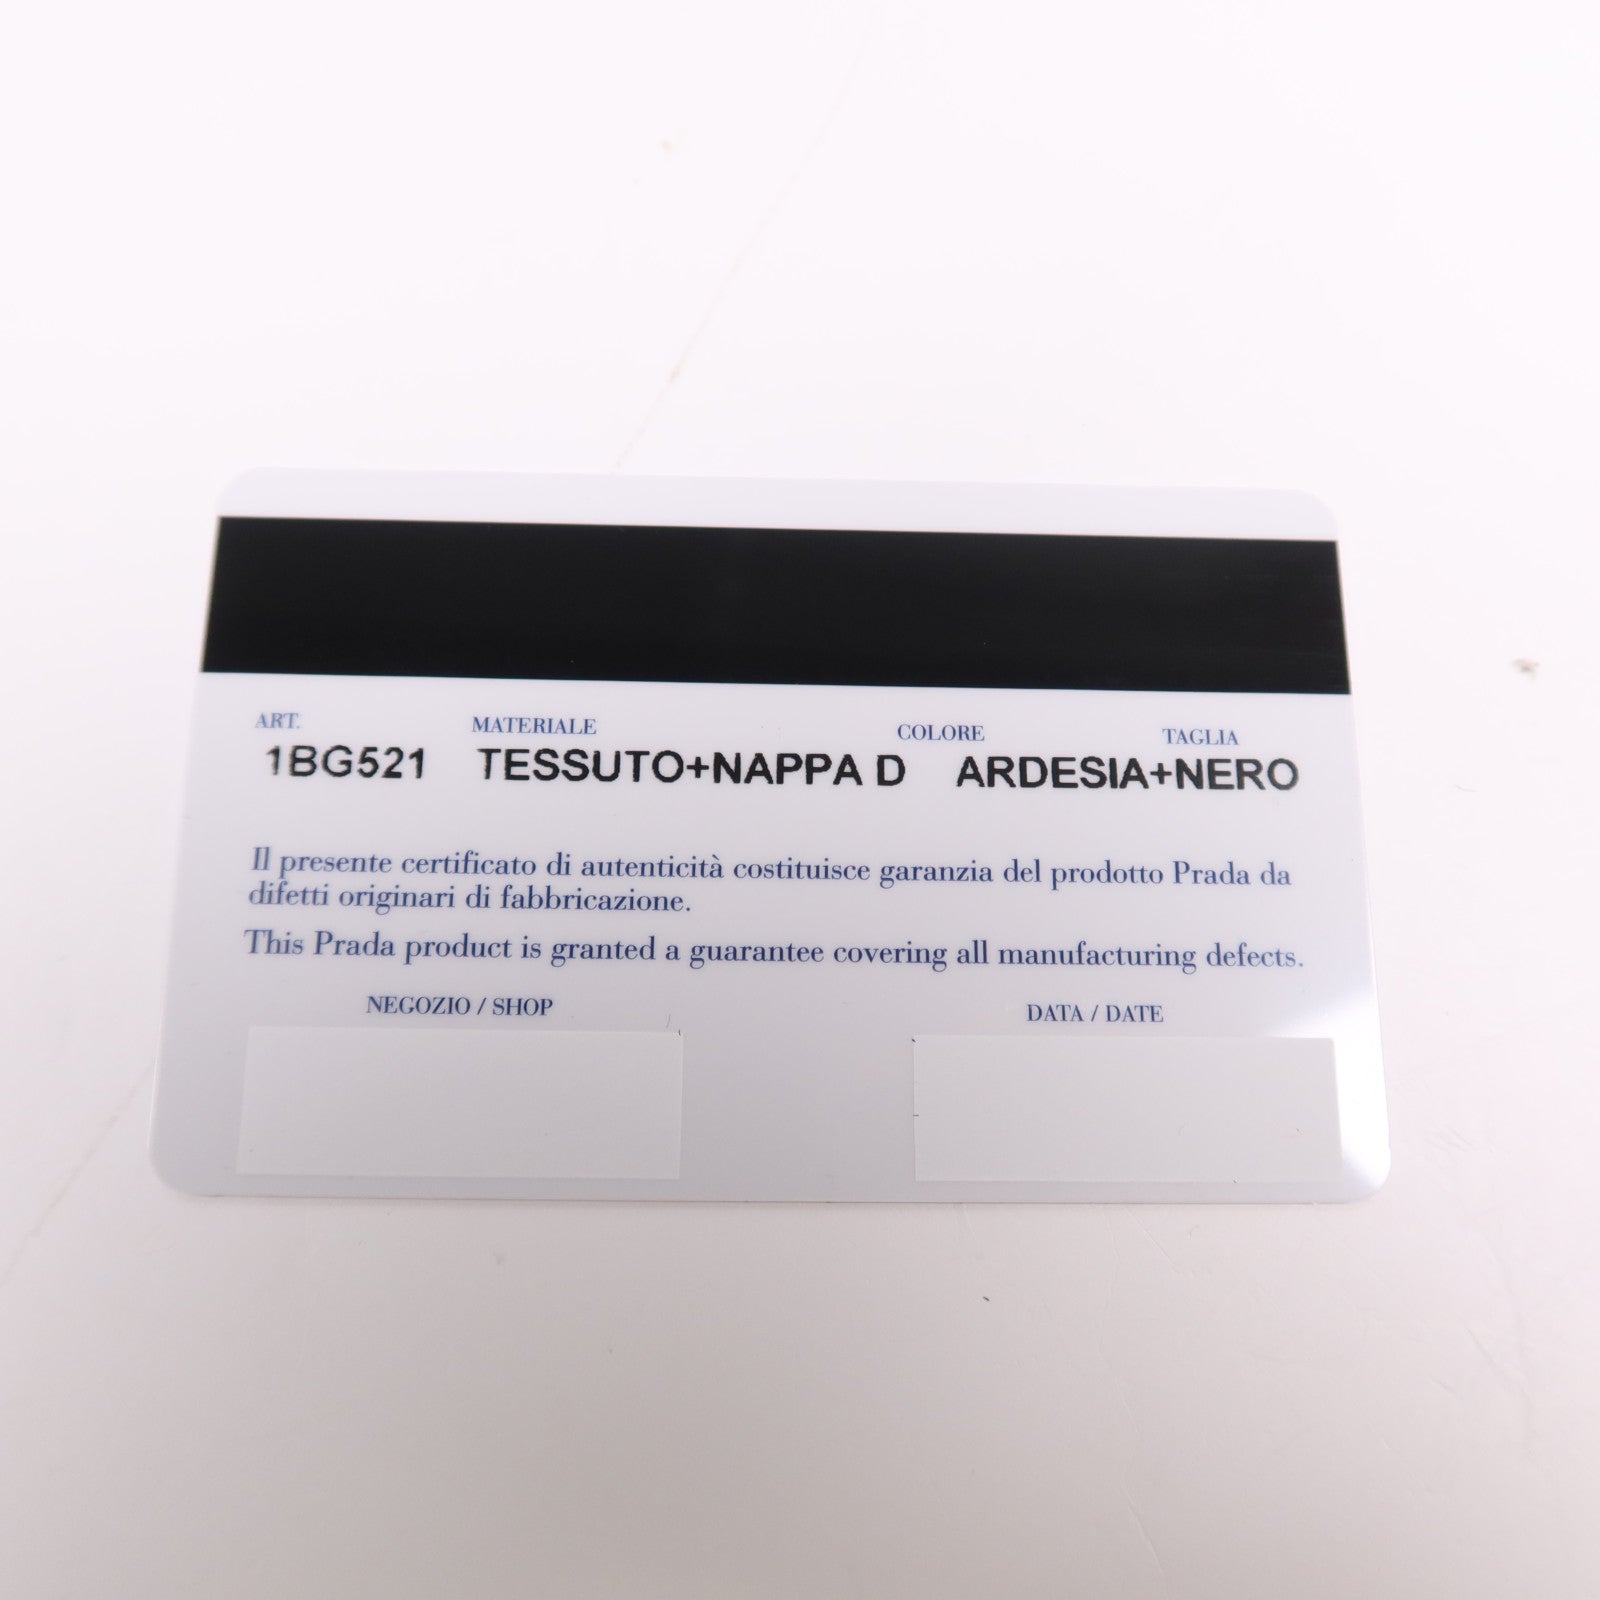 ART. MATERIALE COLORE TAGLIA
1BG521 TESSUTO+NAPPA D ARDESIA+NERO
Il presente certificato di autenticità costituisce garanzia del prodotto Prada da
difetti originari di fabbricazione.
This Prada product is granted a guarantee covering all manufacturing defects.
NEGOZIO / SHOP DATA / DATE